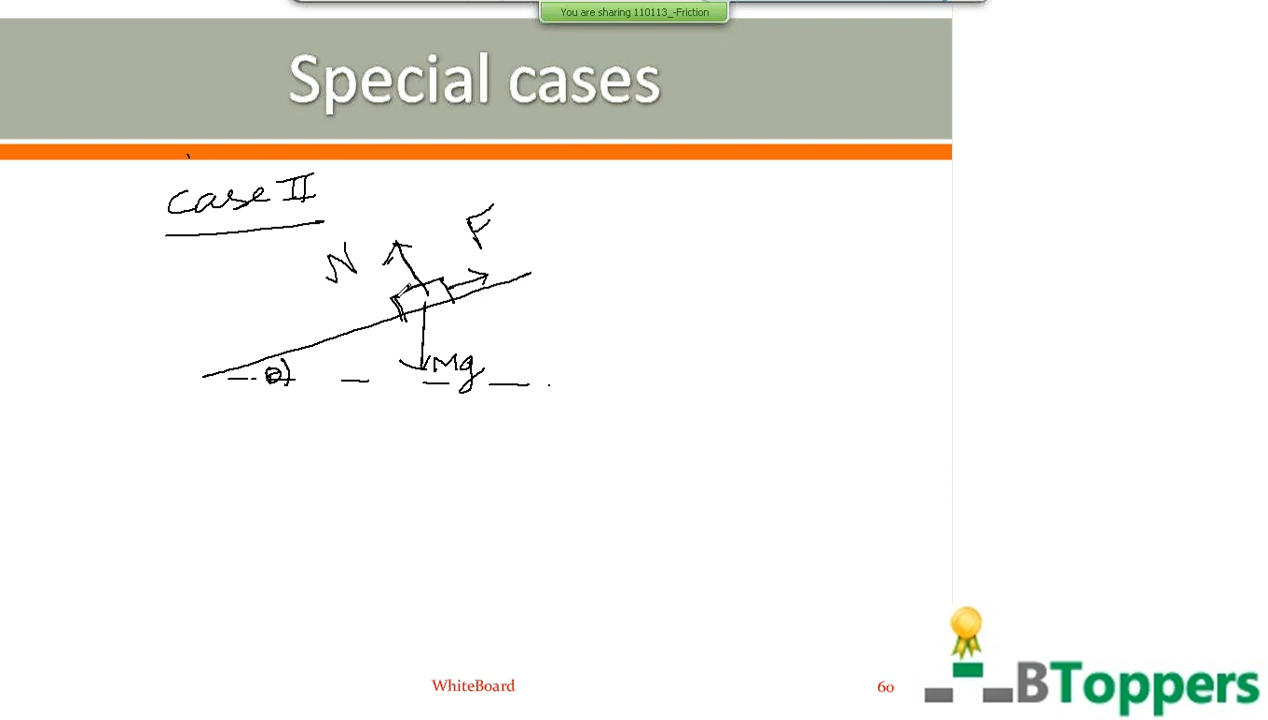 You are sharing 110113_-Friction
Special cases
Case II
F
N
Mg
θ
WhiteBoard
60
BToppers